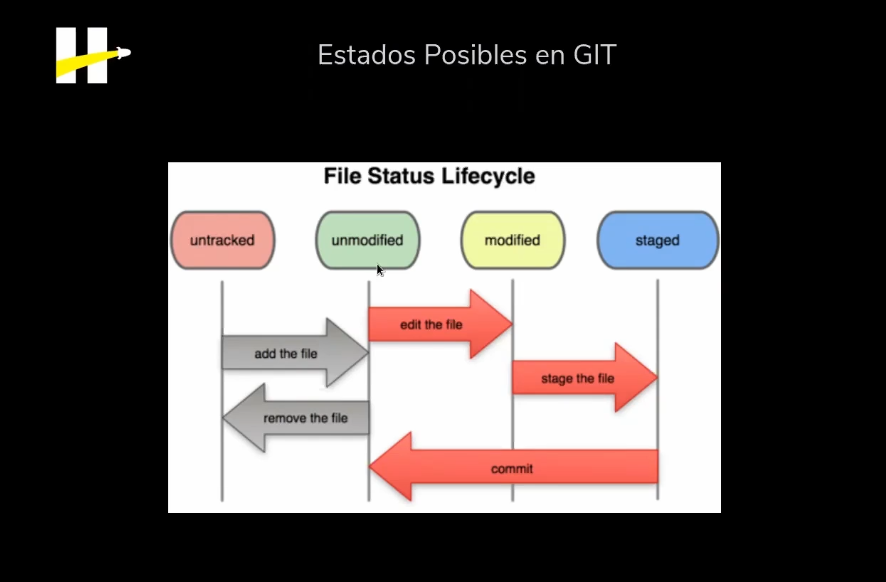 H
Estados Posibles en GIT
File Status Lifecycle
untracked
unmodified
modified
staged
edit the file
add the file
stage the file
remove the file
commit